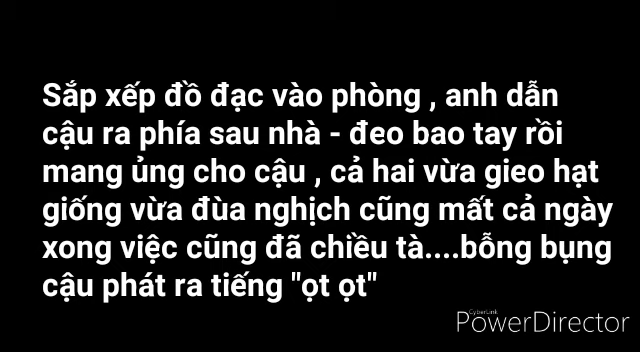 Sắp xếp đồ đạc vào phòng , anh dẫn
cậu ra phía sau nhà - đeo bao tay rồi
mang ủng cho cậu , cả hai vừa gieo hạt
giống vừa đùa nghịch cũng mất cả ngày
xong việc cũng đã chiều tà....bỗng bụng
cậu phát ra tiếng "ọt ọt"
CyberLink
PowerDirector